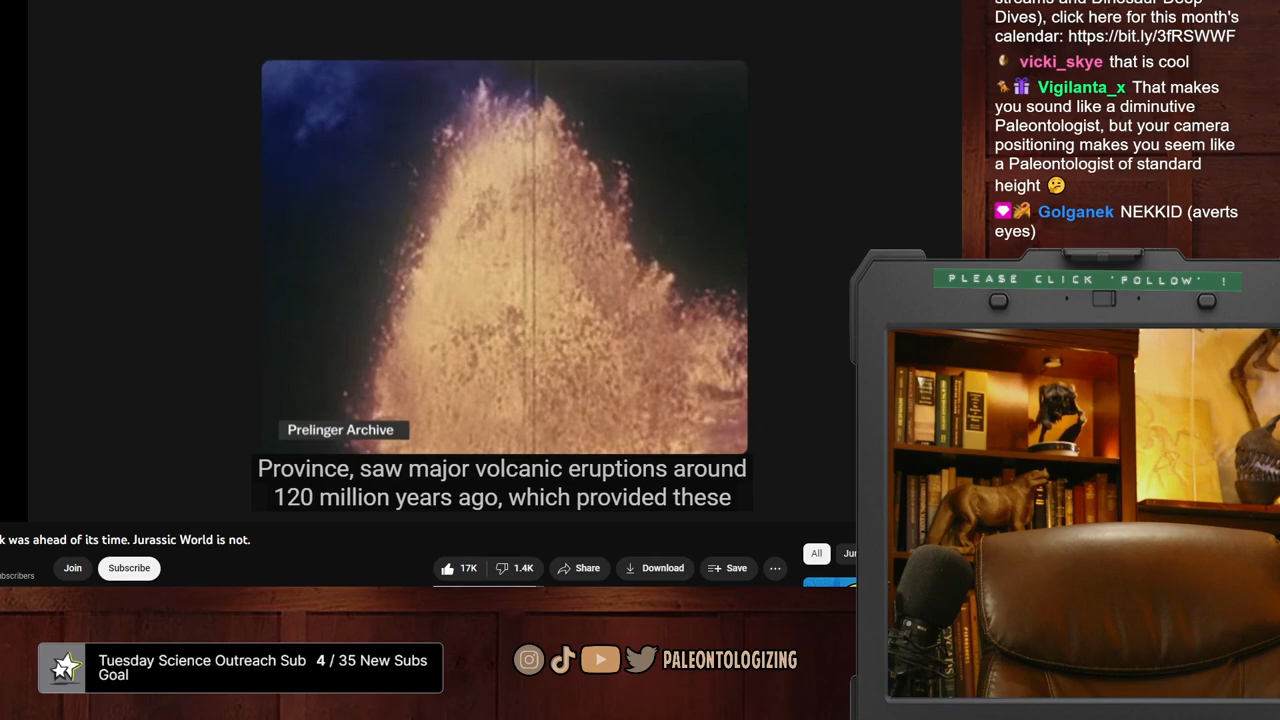 streams and Dinosaur Deep
Dives), click here for this month's
calendar: https://bit.ly/3fRSWWF
vicki_skye that is cool
Vigilanta_x That makes
you sound like a diminutive
Paleontologist, but your camera
positioning makes you seem like
a Paleontologist of standard
height 🤔
Golganek NEKKID (averts
eyes)
PLEASE CLICK 'FOLLOW' !
Prelinger Archive
Province, saw major volcanic eruptions around
120 million years ago, which provided these
k was ahead of its time. Jurassic World is not.
ubscribers
Join
Subscribe
17K
1.4K
Share
Download
Save
...
All
Ju
Tuesday Science Outreach Sub 4 / 35 New Subs
Goal
PALEONTOLOGIZING